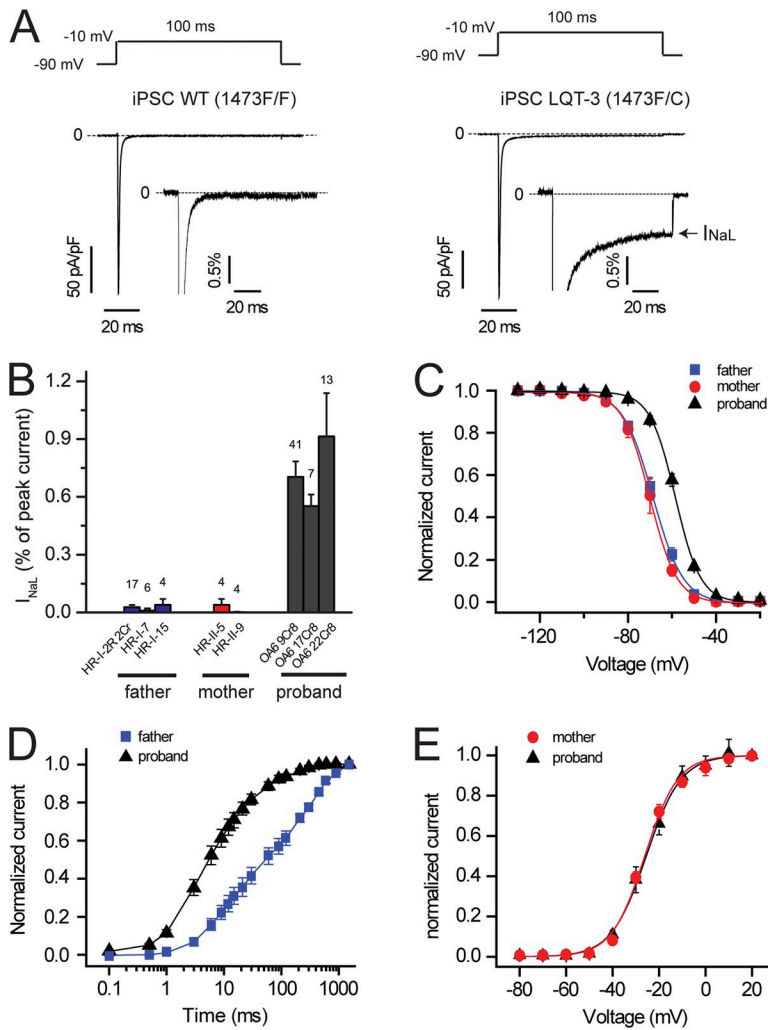 A
100 ms
-10 mV
-90 mV
iPSC WT (1473F/F)
0
0
50 pA/pF
0.5%
20 ms
20 ms
100 ms
-10 mV
-90 mV
iPSC LQT-3 (1473F/C)
0
0
INaL
50 pA/pF
0.5%
20 ms
20 ms
B
INaL (% of peak current)
1.2
0.9
0.6
0.3
0.0
17
6
4
4
4
41
7
13
HR-I-2R 2Cr
HR-I-7
HR-I-15
HR-II-5
HR-II-9
OA6 9Cr8
OA6 17Cr8
OA6 22Cr8
father
mother
proband
C
father
mother
proband
Normalized current
1.0
0.8
0.6
0.4
0.2
0.0
-120
-80
-40
Voltage (mV)
D
father
proband
Normalized current
1.0
0.8
0.6
0.4
0.2
0.0
0.1
1
10
100
1000
Time (ms)
E
mother
proband
normalized current
1.0
0.8
0.6
0.4
0.2
0.0
-80
-60
-40
-20
0
20
Voltage (mV)